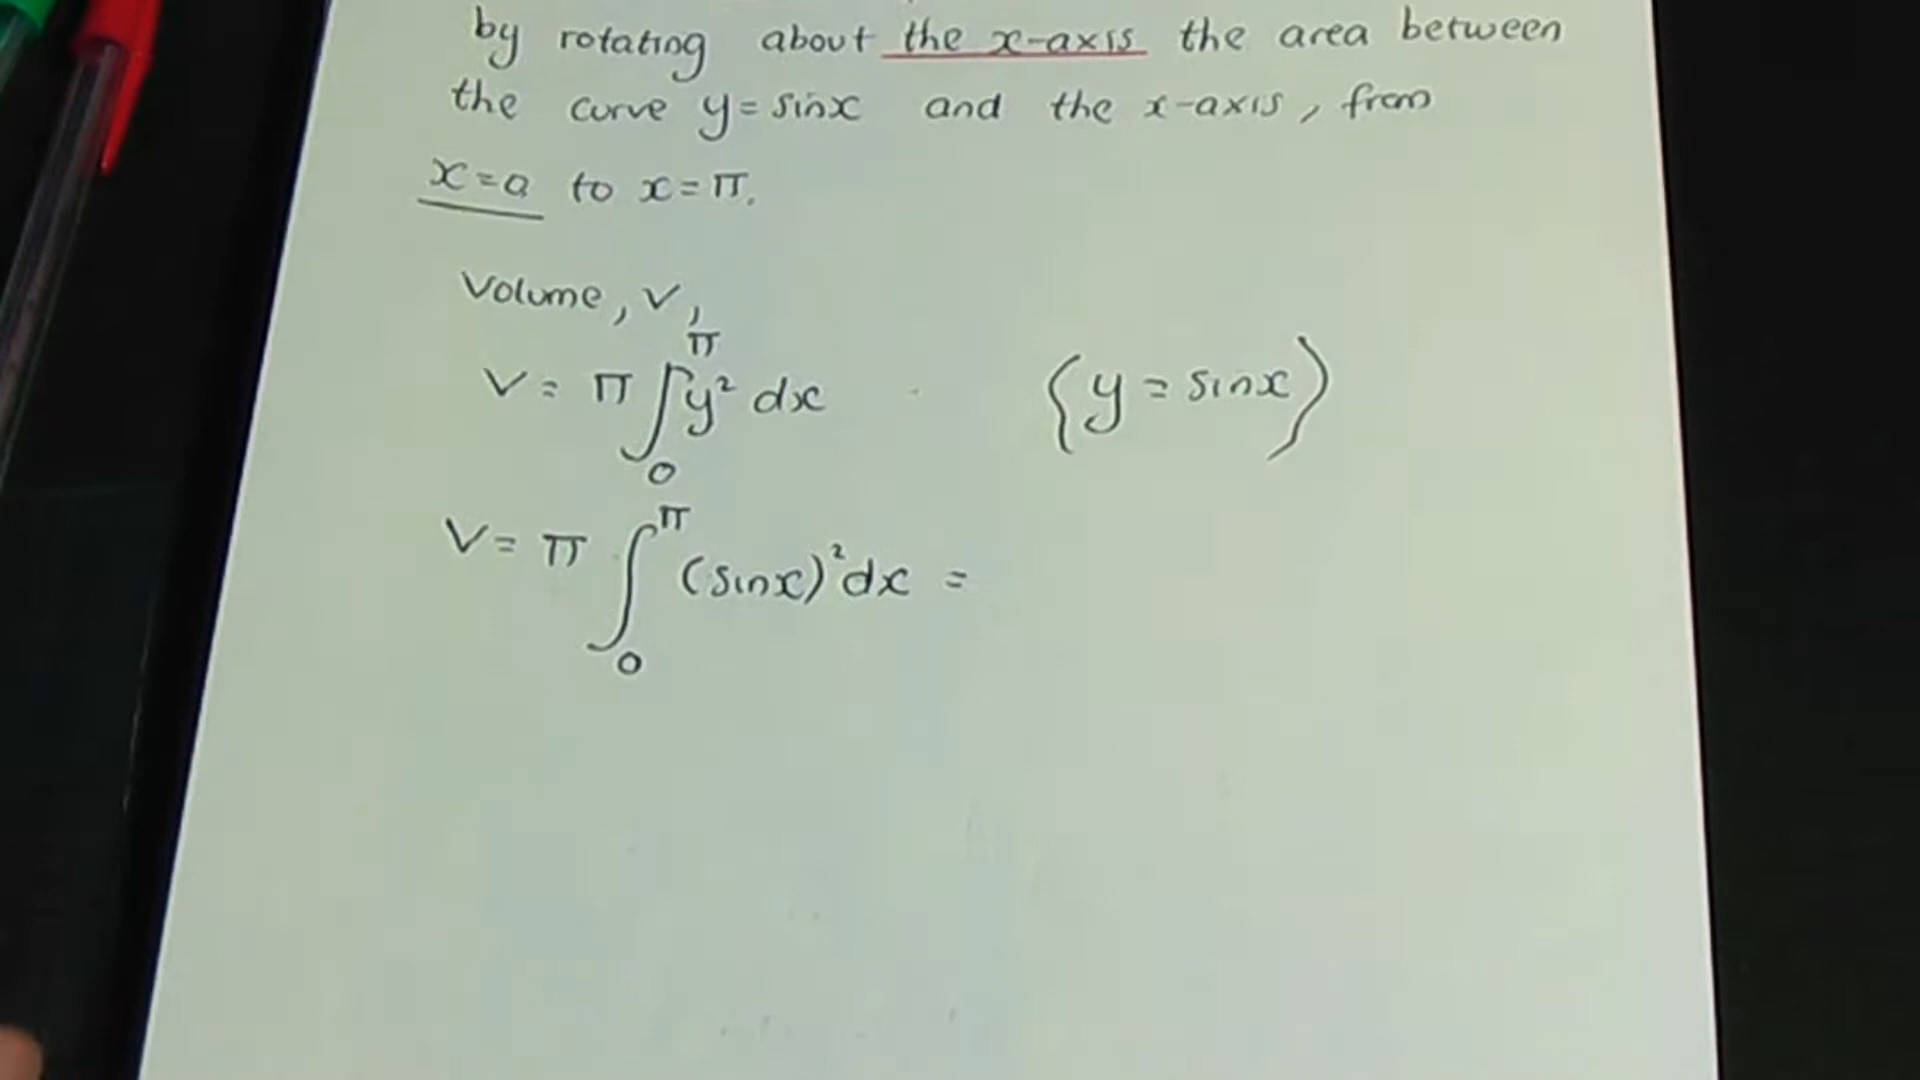 by rotating about the x-axis the area between
the curve y = sinx and the x-axis, from
x=0 to x=π.
Volume, V,
V = π ∫₀^π y² dx {y = sinx}
V = π ∫₀^π (sinx)² dx =